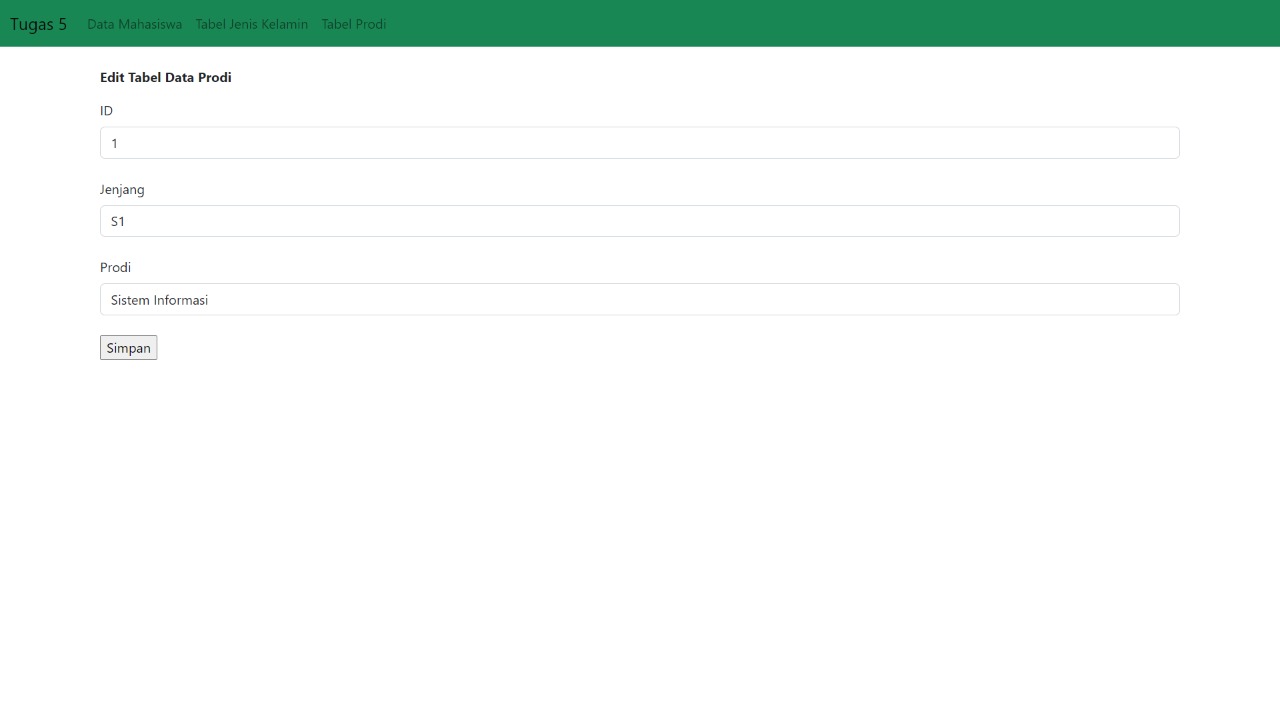 Tugas 5 Data Mahasiswa Tabel Jenis Kelamin Tabel Prodi
Edit Tabel Data Prodi
ID
1
Jenjang
S1
Prodi
Sistem Informasi
Simpan